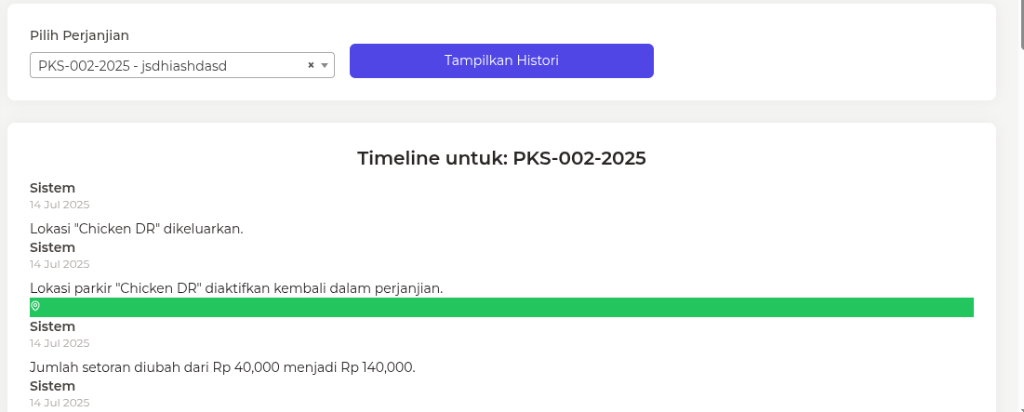 Pilih Perjanjian
PKS-002-2025 - jsdhiashdasd × 
Tampilkan Histori
Timeline untuk: PKS-002-2025
Sistem
14 Jul 2025
Lokasi "Chicken DR" dikeluarkan.
Sistem
14 Jul 2025
Lokasi parkir "Chicken DR" diaktifkan kembali dalam perjanjian.
Sistem
14 Jul 2025
Jumlah setoran diubah dari Rp 40,000 menjadi Rp 140,000.
Sistem
14 Jul 2025